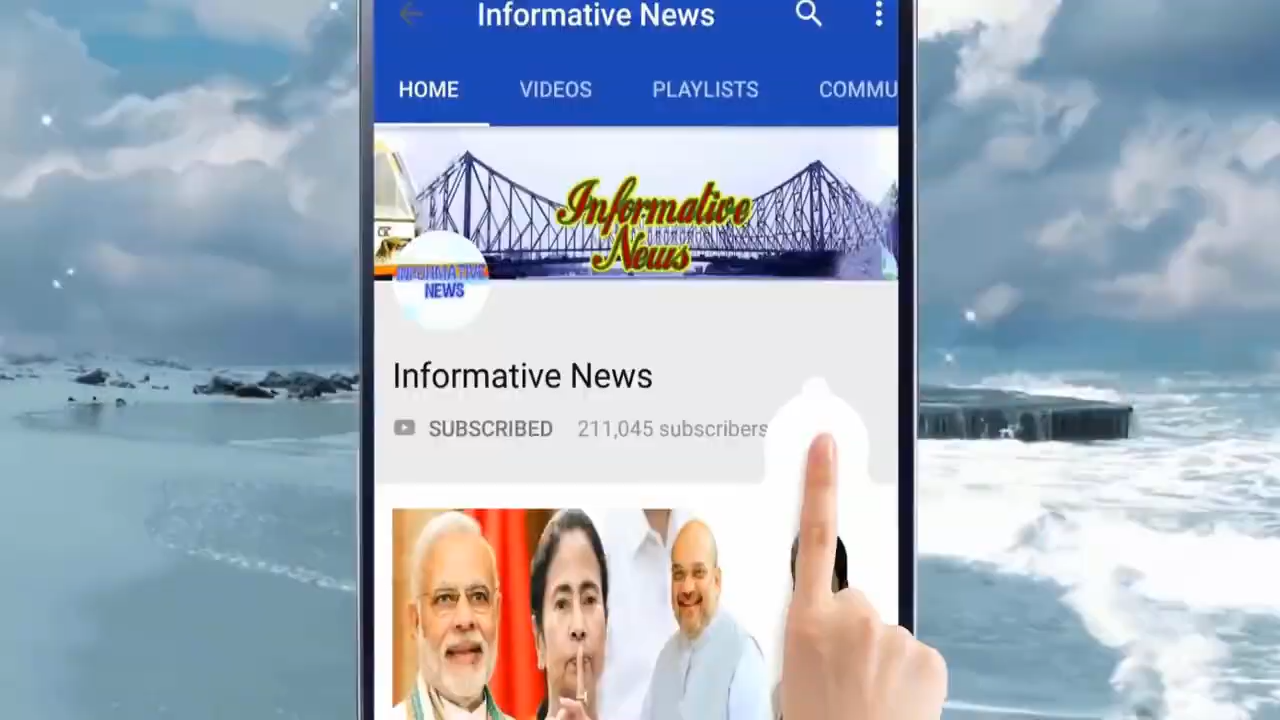 Informative News
HOME VIDEOS PLAYLISTS COMMU
Informative
News
INFORMATIVE
NEWS
Informative News
SUBSCRIBED 211,045 subscribers